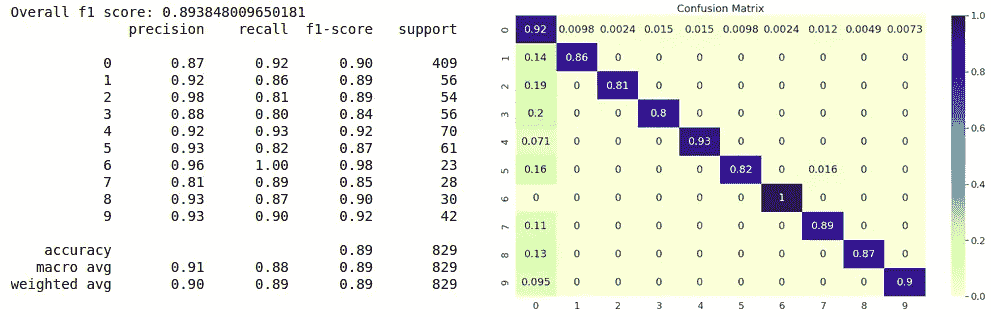 Overall f1 score: 0.893848009650181
precision recall f1-score support
0 0.87 0.92 0.90 409
1 0.92 0.86 0.89 56
2 0.98 0.81 0.89 54
3 0.88 0.80 0.84 56
4 0.92 0.93 0.92 70
5 0.93 0.82 0.87 61
6 0.96 1.00 0.98 23
7 0.81 0.89 0.85 28
8 0.93 0.87 0.90 30
9 0.93 0.90 0.92 42
accuracy 0.89 829
macro avg 0.91 0.88 0.89 829
weighted avg 0.90 0.89 0.89 829
Confusion Matrix
0 0.92 0.0098 0.0024 0.015 0.015 0.0098 0.0024 0.012 0.0049 0.0073
1 0.14 0.86 0 0 0 0 0 0 0 0
2 0.19 0 0.81 0 0 0 0 0 0 0
3 0.2 0 0 0.8 0 0 0 0 0 0
4 0.071 0 0 0 0.93 0 0 0 0 0
5 0.16 0 0 0 0 0.82 0 0.016 0 0
6 0 0 0 0 0 0 1 0 0 0
7 0.11 0 0 0 0 0 0 0.89 0 0
8 0.13 0 0 0 0 0 0 0 0.87 0
9 0.095 0 0 0 0 0 0 0 0 0.9
0 1 2 3 4 5 6 7 8 9
1.0
0.8
0.6
0.4
0.2
0.0